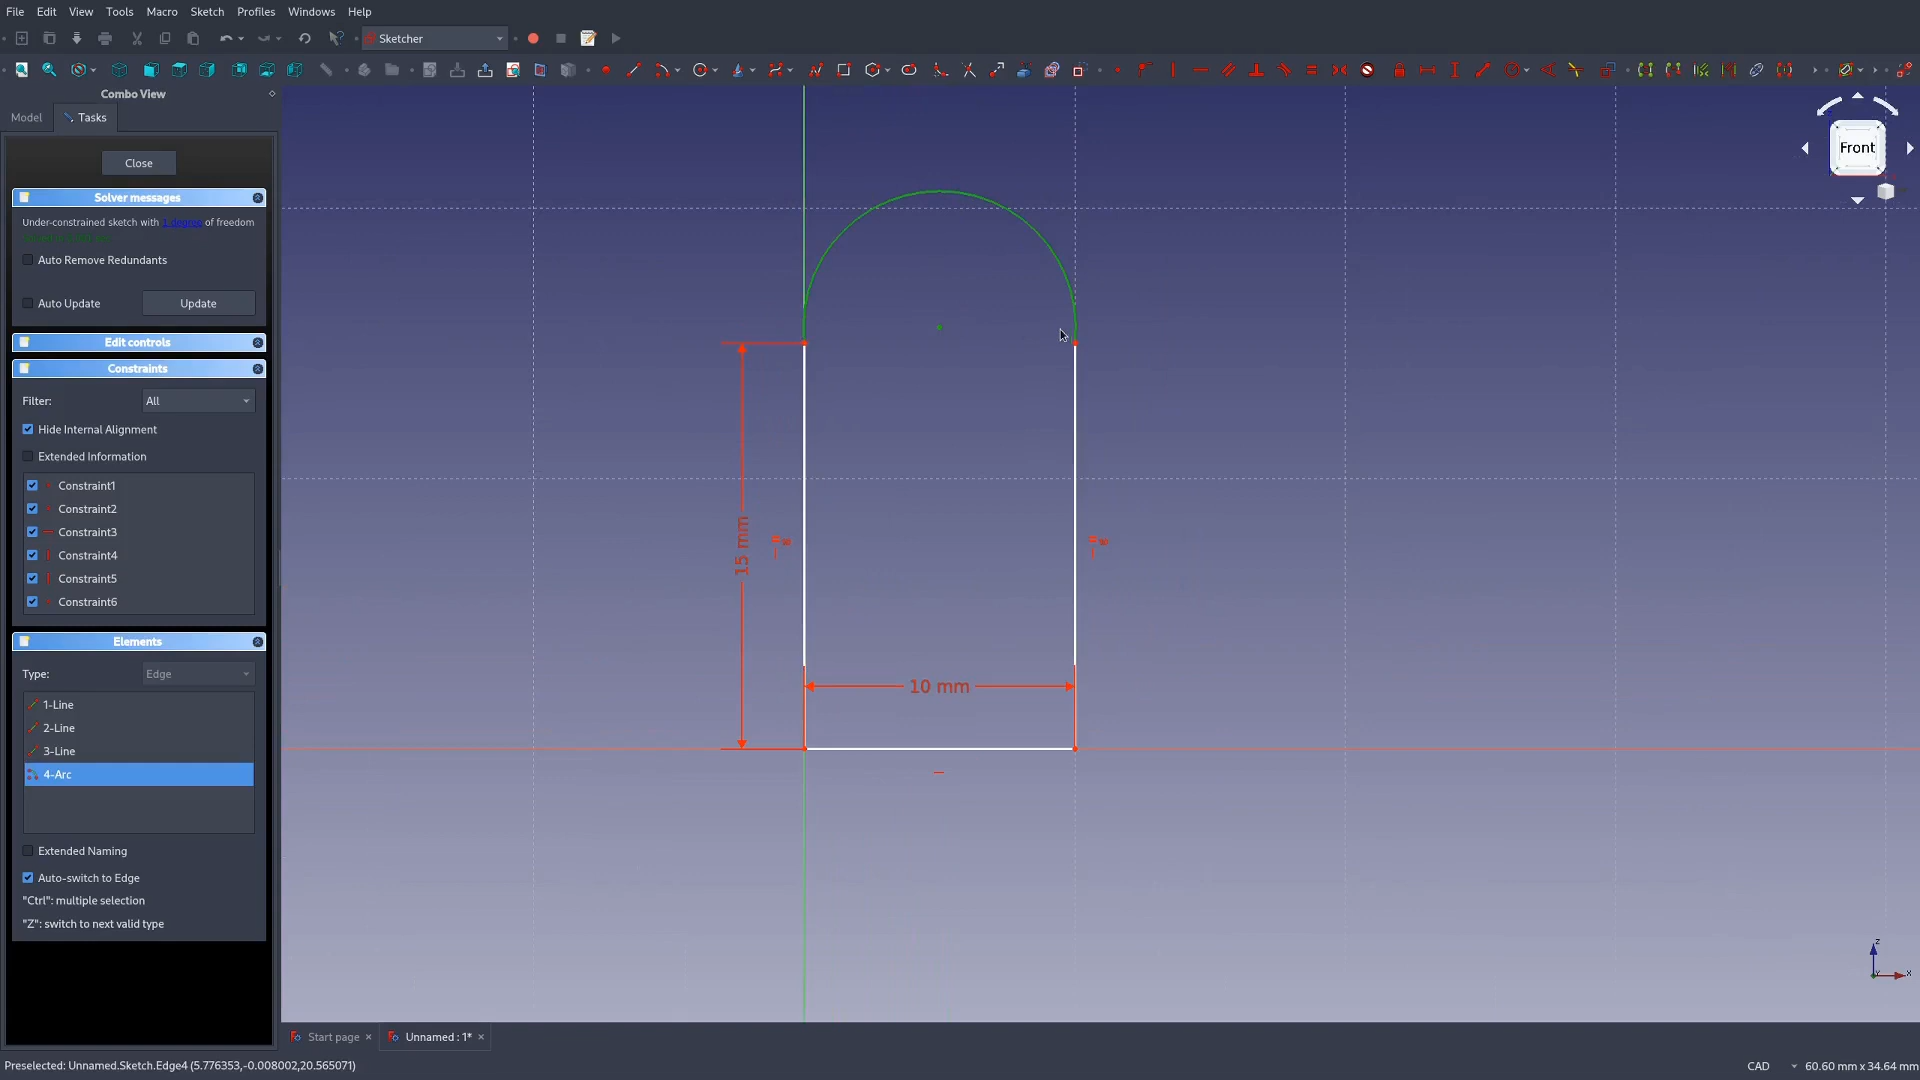 File Edit View Tools Macro Sketch Profiles Windows Help
Sketcher
Combo View
Model Tasks
Close
Solver messages
Under-constrained sketch with 1 degree of freedom
Auto Remove Redundants
Auto Update Update
Edit controls
Constraints
Filter: All
Hide Internal Alignment
Extended Information
Constraint1
Constraint2
Constraint3
Constraint4
Constraint5
Constraint6
Elements
Type: Edge
1-Line
2-Line
3-Line
4-Arc
Extended Naming
Auto-switch to Edge
"Ctrl": multiple selection
"Z": switch to next valid type
15 mm
10 mm
Front
Z
X
Start page Unnamed : 1*
Preselected: Unnamed.Sketch.Edge4 (5.776353,-0.008002,20.565071)
CAD 60.60 mm x 34.64 mm